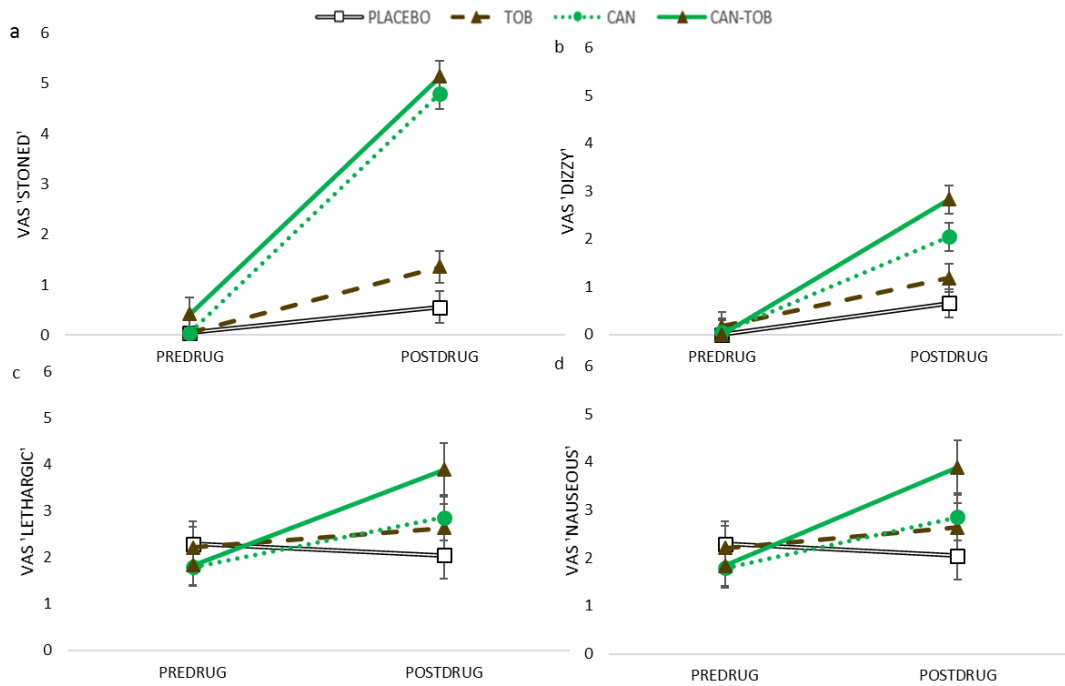 PLACEBO TOB CAN CAN-TOB
a
6
5
4
3
2
1
0
VAS 'STONED'
PREDRUG POSTDRUG
b
6
5
4
3
2
1
0
VAS 'DIZZY'
PREDRUG POSTDRUG
c
6
5
4
3
2
1
0
VAS 'LETHARGIC'
PREDRUG POSTDRUG
d
6
5
4
3
2
1
0
VAS 'NAUSEOUS'
PREDRUG POSTDRUG